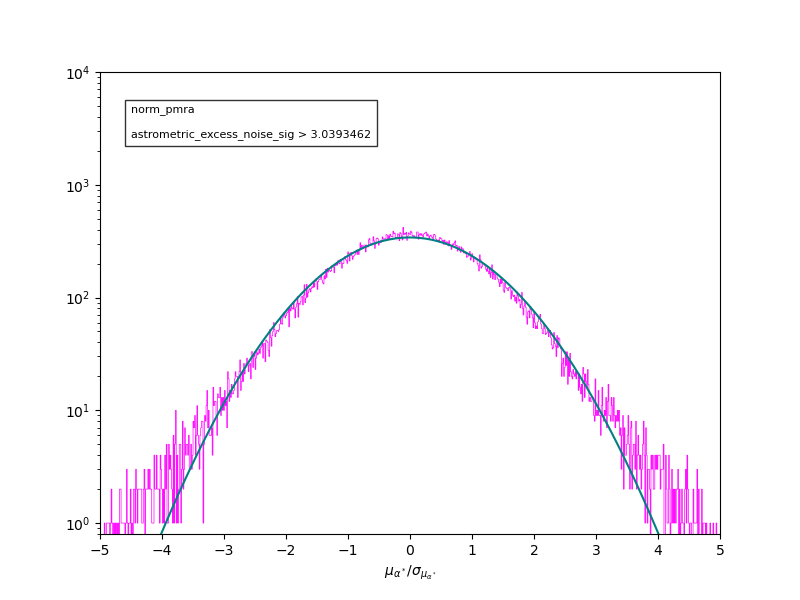 10⁴
norm_pmra
astrometric_excess_noise_sig > 3.0393462
10³
10²
10¹
10⁰
−5 −4 −3 −2 −1 0 1 2 3 4 5
μα*/σμα*